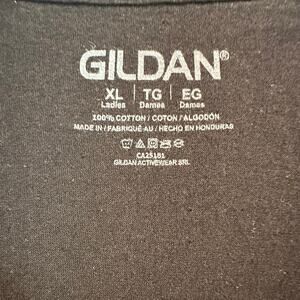 GILDAN®
XL | TG | EG
Ladies Dames Dames
100% COTTON / COTON / ALGODÓN
MADE IN / FABRIQUÉ AU / HECHO EN HONDURAS
CA25181
GILDAN ACTIVEWEAR SRL